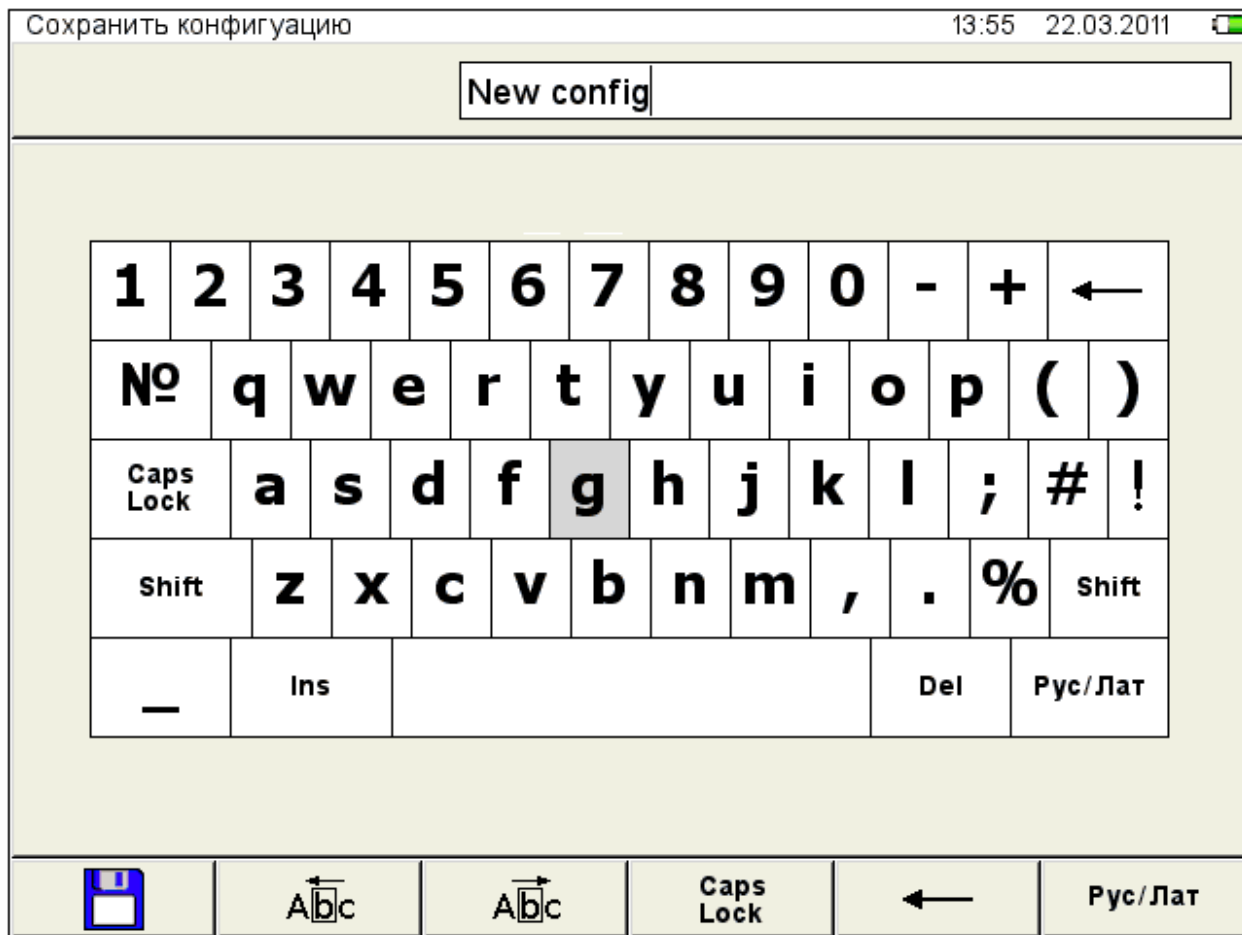 Сохранить конфигуацию 13:55 22.03.2011
New config
1 2 3 4 5 6 7 8 9 0 - + ←
№ q w e r t y u i o p ( )
Caps Lock a s d f g h j k l ; # !
Shift z x c v b n m , . % Shift
_ Ins Del Рус/Лат
Abc Abc Caps Lock ← Рус/Лат